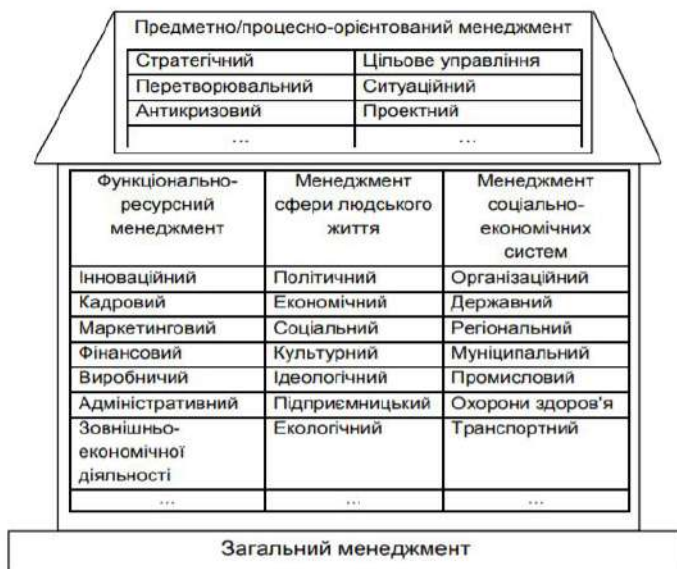 Предметно/процесно-орієнтований менеджмент
Стратегічний Цільове управління
Перетворювальний Ситуаційний
Антикризовий Проектний
... ...
Функціонально- Менеджмент Менеджмент
ресурсний сфери людського соціально-
менеджмент життя економічних
систем
Інноваційний Політичний Організаційний
Кадровий Економічний Державний
Маркетинговий Соціальний Регіональний
Фінансовий Культурний Муніципальний
Виробничий Ідеологічний Промисловий
Адміністративний Підприємницький Охорони здоров'я
Зовнішньо- Екологічний Транспортний
економічної
діяльності
... ... ...
Загальний менеджмент